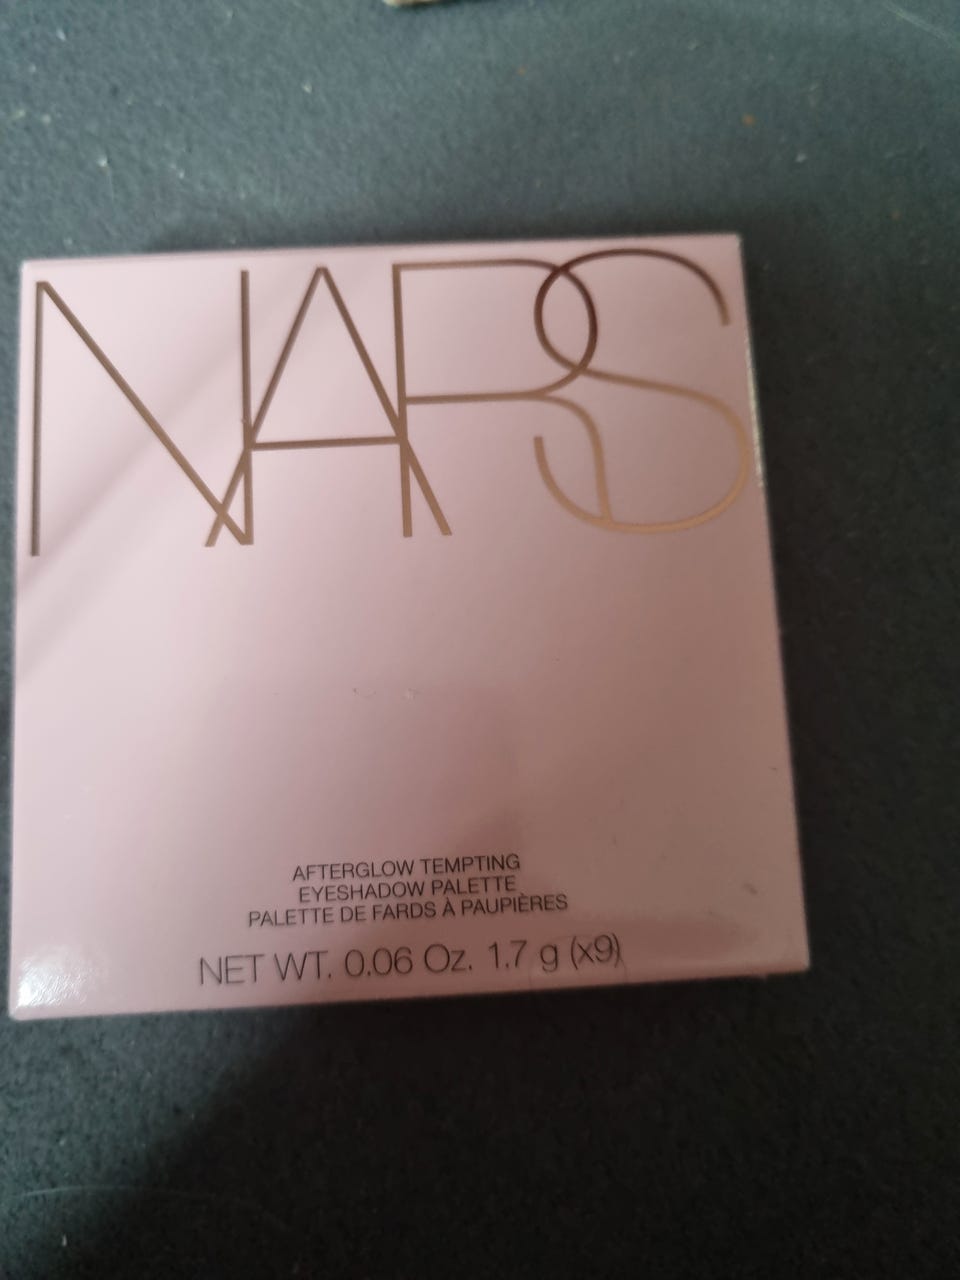 NARS
AFTERGLOW TEMPTING
EYESHADOW PALETTE
PALETTE DE FARDS À PAUPIÈRES
NET WT. 0.06 Oz. 1.7 g (x9)